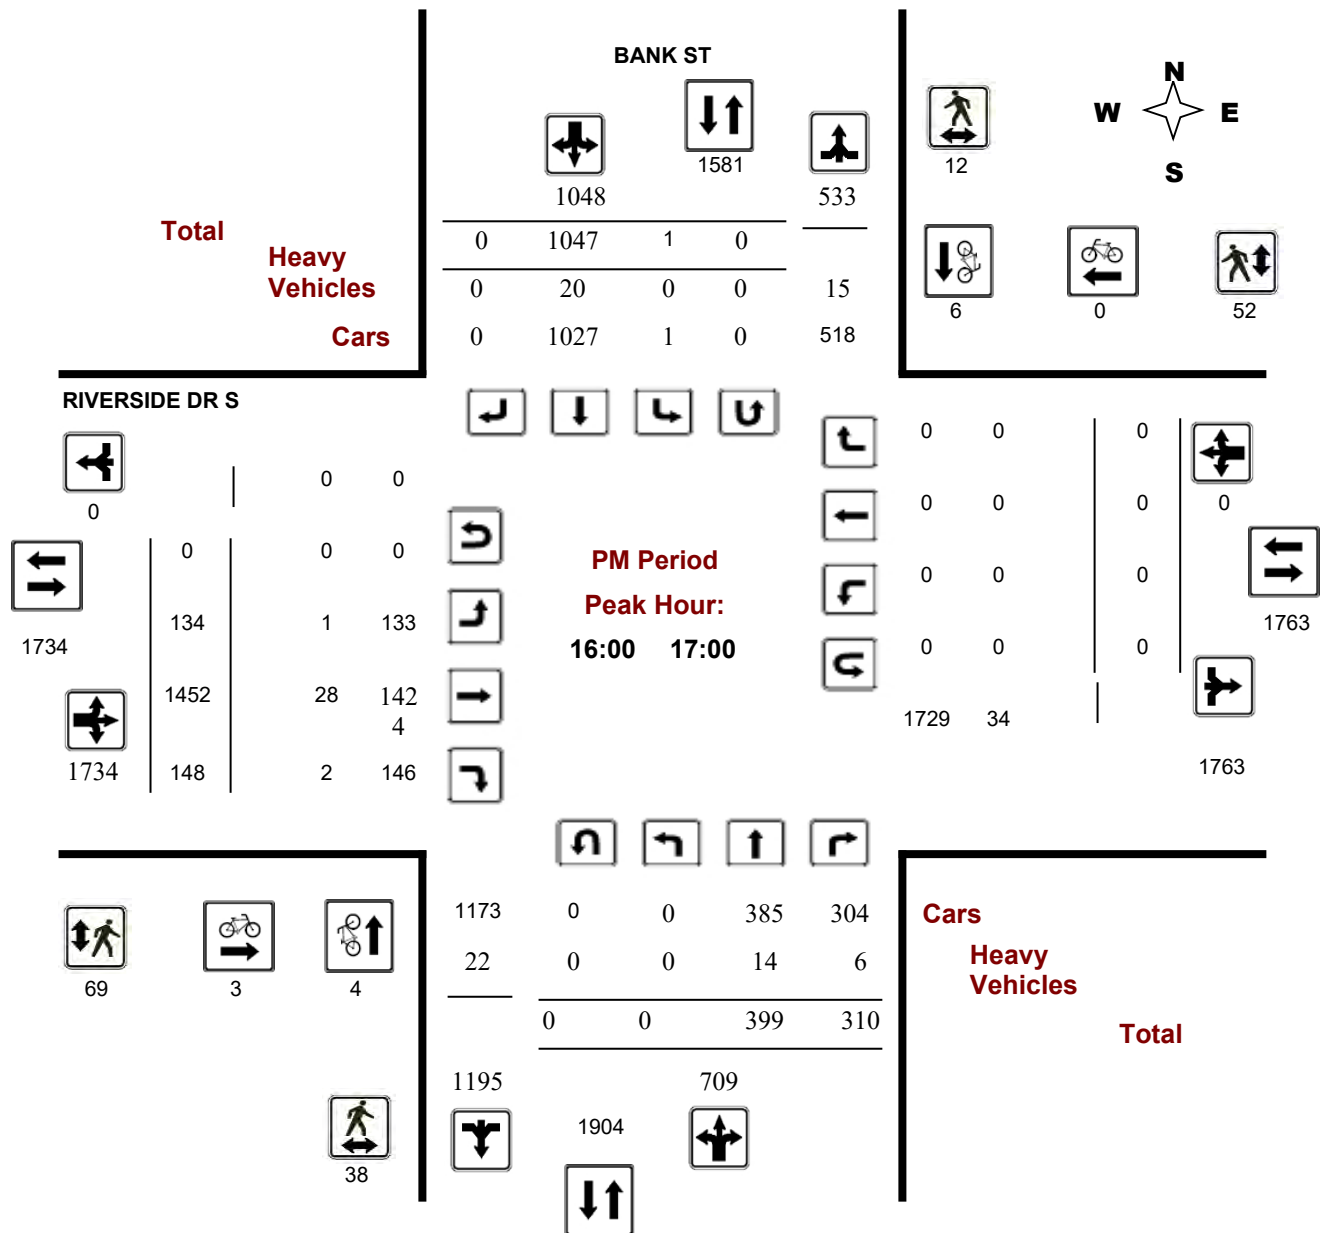 BANK ST
N
W E
S
1581
12
1048 533
Total
0 1047 1 0
Heavy
Vehicles
0 20 0 0 15
6 0 52
Cars
0 1027 1 0 518
RIVERSIDE DR S
0 0 0
0 0
0
0 0 0 0
0 0 0
PM Period
0 0 0
Peak Hour:
134 1 133
1734
1763
16:00 17:00
0 0 0
1452 28 142
4
1729 34
1734 148 2 146
1763
1173 0 0 385 304
Cars
22 0 0 14 6
Heavy
Vehicles
69 3 4
0 0 399 310
Total
1195 709
1904
38